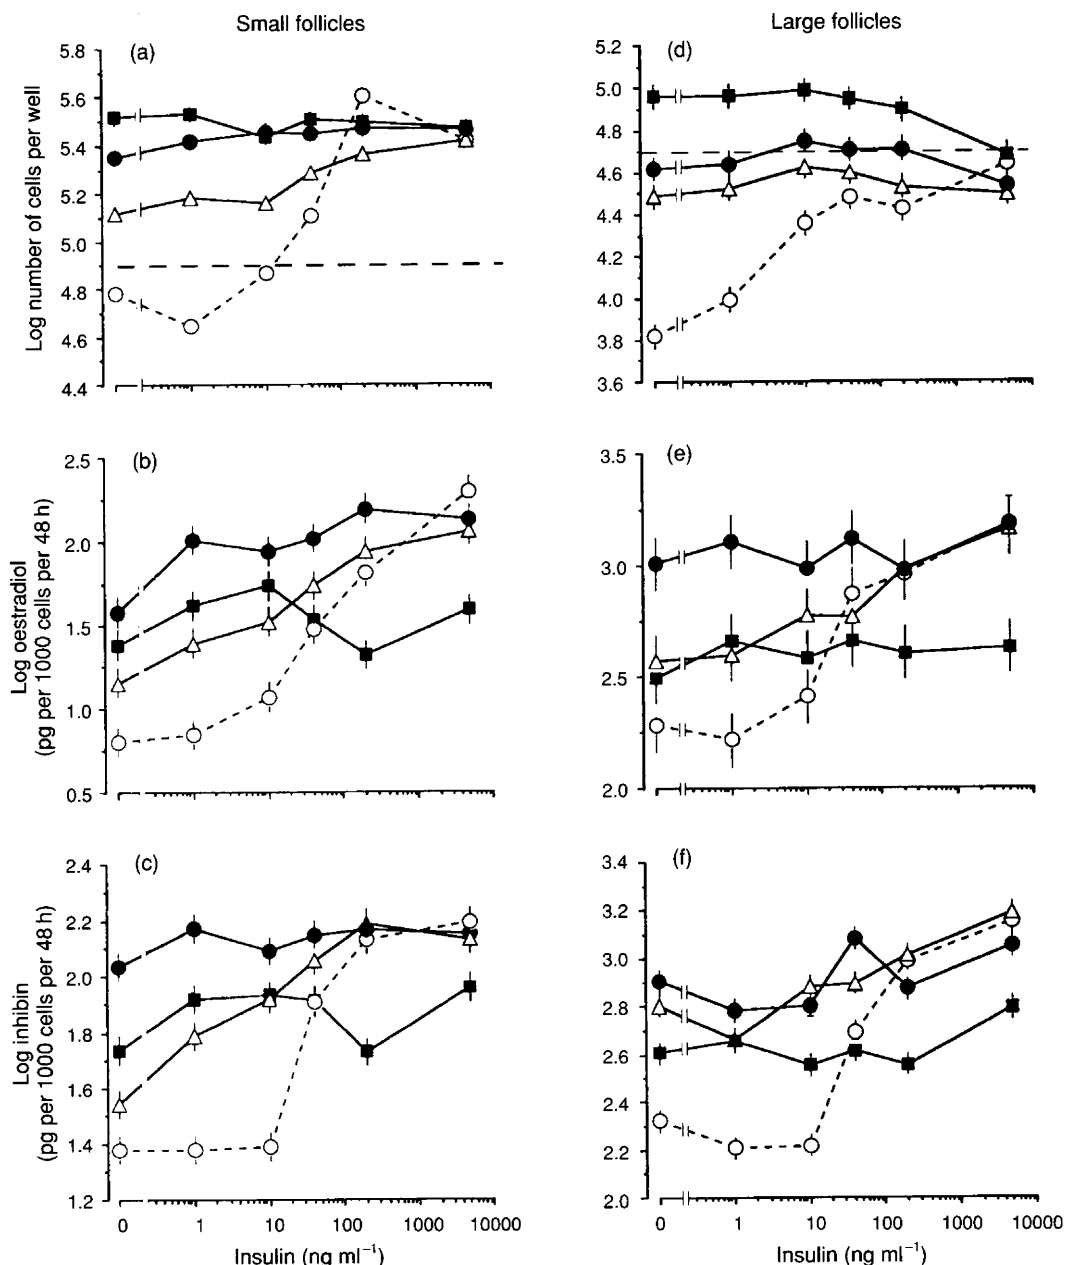 Small follicles
Large follicles
(a)
5.8
5.6
5.4
5.2
5.0
4.8
4.6
4.4
Log number of cells per well
(d)
5.2
5.0
4.8
4.6
4.4
4.2
4.0
3.8
3.6
(b)
2.5
2.0
1.5
1.0
0.5
Log oestradiol
(pg per 1000 cells per 48 h)
(e)
3.5
3.0
2.5
2.0
(c)
2.4
2.2
2.0
1.8
1.6
1.4
1.2
Log inhibin
(pg per 1000 cells per 48 h)
0 1 10 100 1000 10000
Insulin (ng ml⁻¹)
(f)
3.4
3.2
3.0
2.8
2.6
2.4
2.2
2.0
0 1 10 100 1000 10000
Insulin (ng ml⁻¹)